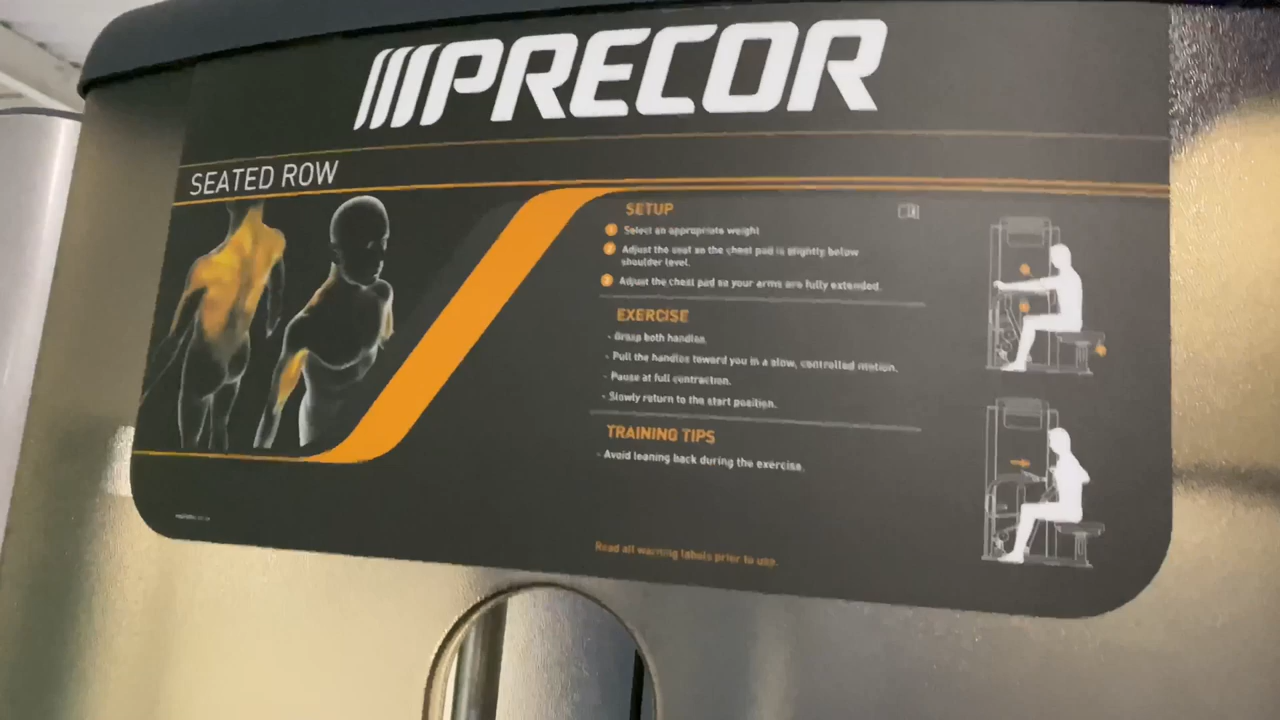 PRECOR
SEATED ROW
SETUP
1 Select an appropriate weight
2 Adjust the seat so the chest pad is slightly below
shoulder level.
3 Adjust the chest pad so your arms are fully extended.
EXERCISE
- Grasp both handles.
- Pull the handles toward you in a slow, controlled motion.
- Pause at full contraction.
- Slowly return to the start position.
TRAINING TIPS
- Avoid leaning back during the exercise.
Read all warning labels prior to use.